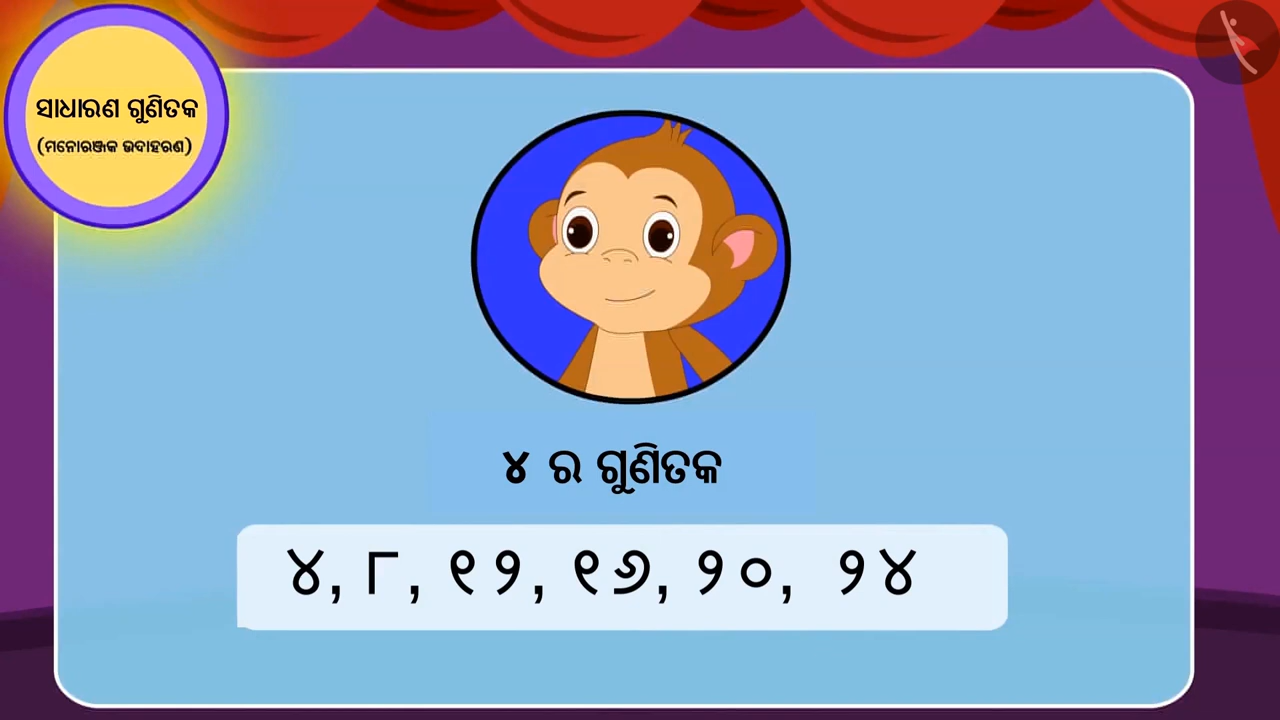 ସାଧାରଣ ଗୁଣିତକ
(ମନୋରଞ୍ଜକ ଉଦାହରଣ)
୪ ର ଗୁଣିତକ
୪, ୮, ୧୨, ୧୬, ୨୦, ୨୪